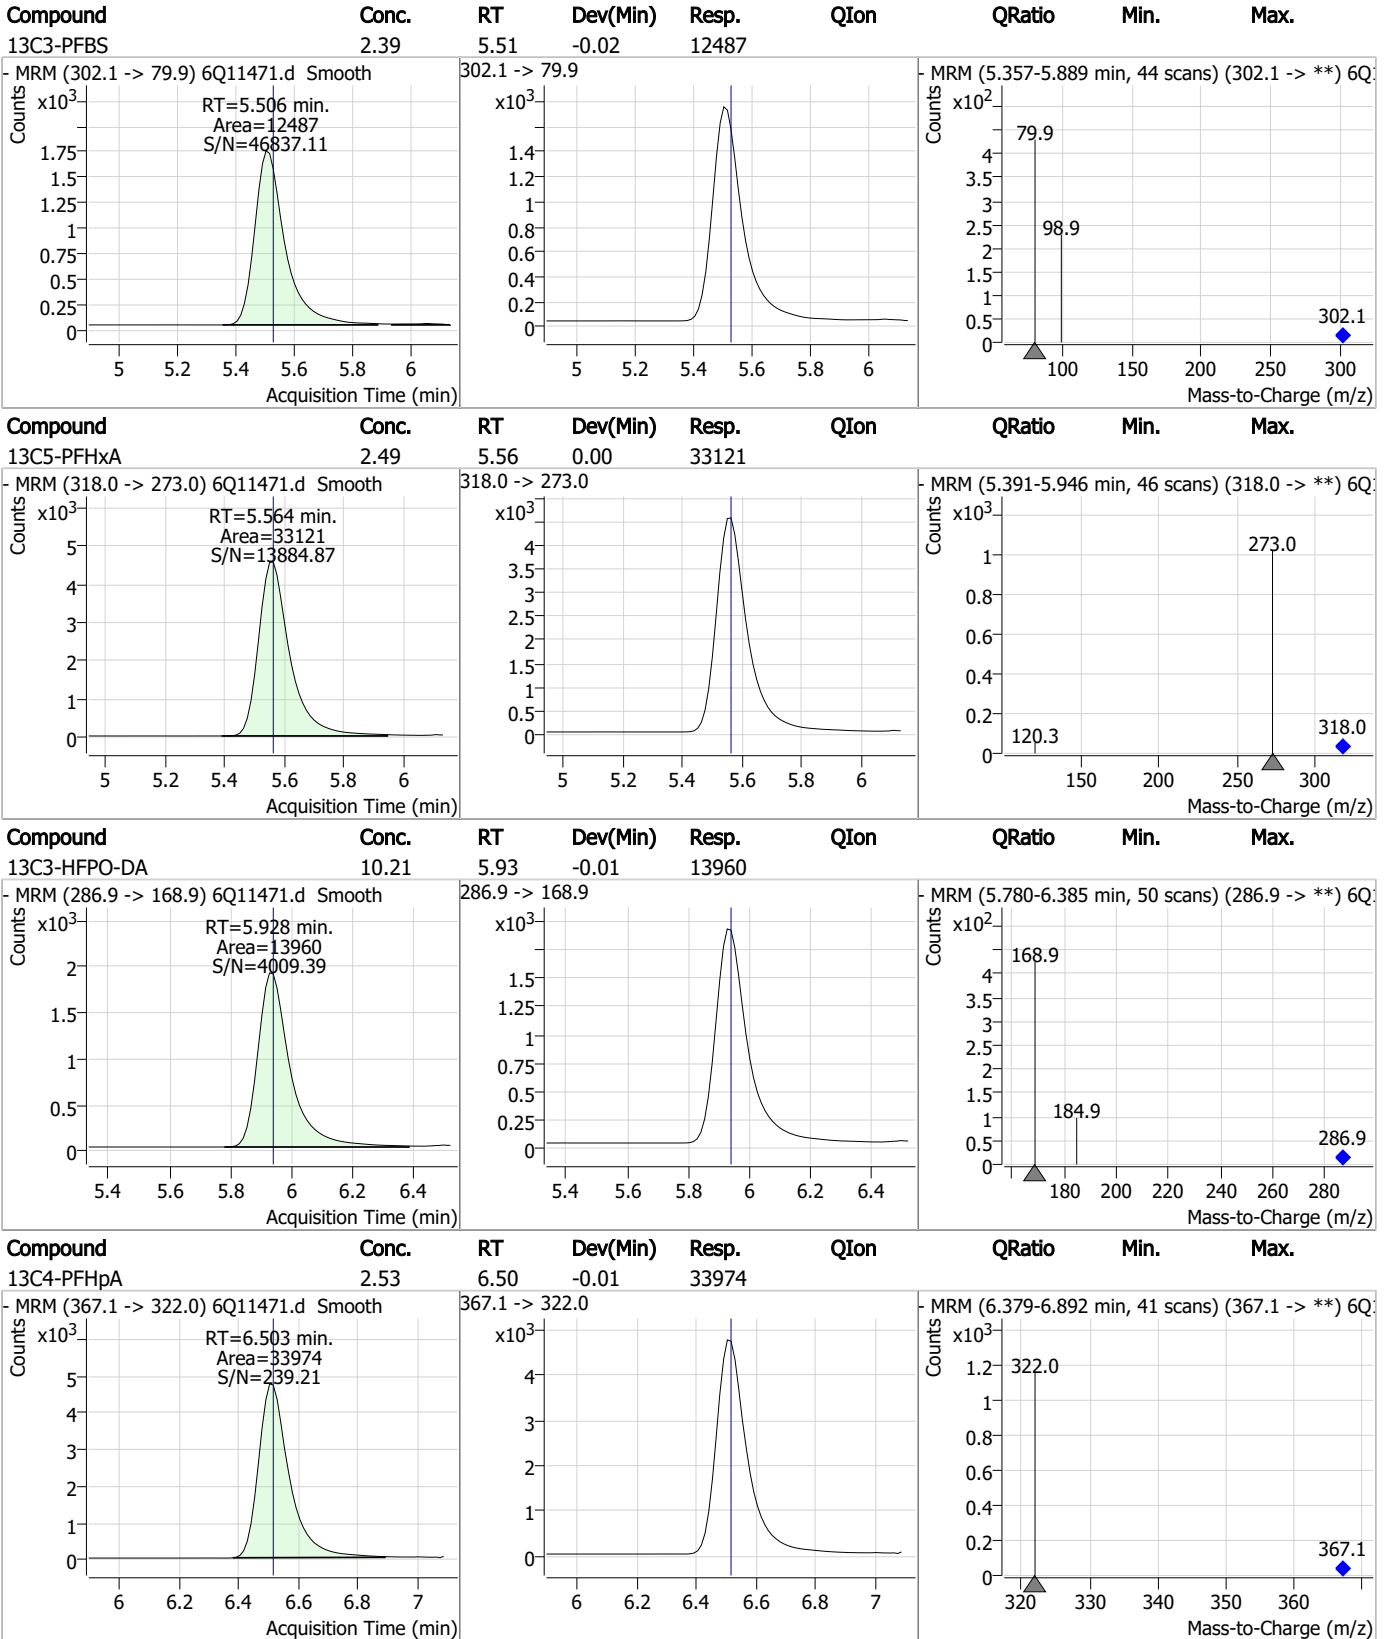 Compound Conc. RT Dev(Min) Resp. QIon QRatio Min. Max.
13C3-PFBS 2.39 5.51 -0.02 12487
- MRM (302.1 -> 79.9) 6Q11471.d Smooth
Counts
x10³
RT=5.506 min.
Area=12487
S/N=46837.11
1.75
1.5
1.25
1
0.75
0.5
0.25
0
5 5.2 5.4 5.6 5.8 6
Acquisition Time (min)
302.1 -> 79.9
x10³
1.4
1.2
1
0.8
0.6
0.4
0.2
0
5 5.2 5.4 5.6 5.8 6
- MRM (5.357-5.889 min, 44 scans) (302.1 -> **) 6Q
Counts
x10²
79.9
98.9
302.1
4
3.5
3
2.5
2
1.5
1
0.5
0
100 150 200 250 300
Mass-to-Charge (m/z)
Compound Conc. RT Dev(Min) Resp. QIon QRatio Min. Max.
13C5-PFHxA 2.49 5.56 0.00 33121
- MRM (318.0 -> 273.0) 6Q11471.d Smooth
Counts
x10³
RT=5.564 min.
Area=33121
S/N=13884.87
5
4
3
2
1
0
5 5.2 5.4 5.6 5.8 6
Acquisition Time (min)
318.0 -> 273.0
x10³
4
3.5
3
2.5
2
1.5
1
0.5
0
5 5.2 5.4 5.6 5.8 6
- MRM (5.391-5.946 min, 46 scans) (318.0 -> **) 6Q
Counts
x10³
273.0
120.3
318.0
1
0.8
0.6
0.4
0.2
0
150 200 250 300
Mass-to-Charge (m/z)
Compound Conc. RT Dev(Min) Resp. QIon QRatio Min. Max.
13C3-HFPO-DA 10.21 5.93 -0.01 13960
- MRM (286.9 -> 168.9) 6Q11471.d Smooth
Counts
x10³
RT=5.928 min.
Area=13960
S/N=4009.39
2
1.5
1
0.5
0
5.4 5.6 5.8 6 6.2 6.4
Acquisition Time (min)
286.9 -> 168.9
x10³
1.5
1.25
1
0.75
0.5
0.25
0
5.4 5.6 5.8 6 6.2 6.4
- MRM (5.780-6.385 min, 50 scans) (286.9 -> **) 6Q
Counts
x10²
168.9
184.9
286.9
4
3.5
3
2.5
2
1.5
1
0.5
0
180 200 220 240 260 280
Mass-to-Charge (m/z)
Compound Conc. RT Dev(Min) Resp. QIon QRatio Min. Max.
13C4-PFHpA 2.53 6.50 -0.01 33974
- MRM (367.1 -> 322.0) 6Q11471.d Smooth
Counts
x10³
RT=6.503 min.
Area=33974
S/N=239.21
5
4
3
2
1
0
6 6.2 6.4 6.6 6.8 7
Acquisition Time (min)
367.1 -> 322.0
x10³
4
3
2
1
0
6 6.2 6.4 6.6 6.8 7
- MRM (6.379-6.892 min, 41 scans) (367.1 -> **) 6Q
Counts
x10³
322.0
367.1
1.2
1
0.8
0.6
0.4
0.2
0
320 330 340 350 360
Mass-to-Charge (m/z)